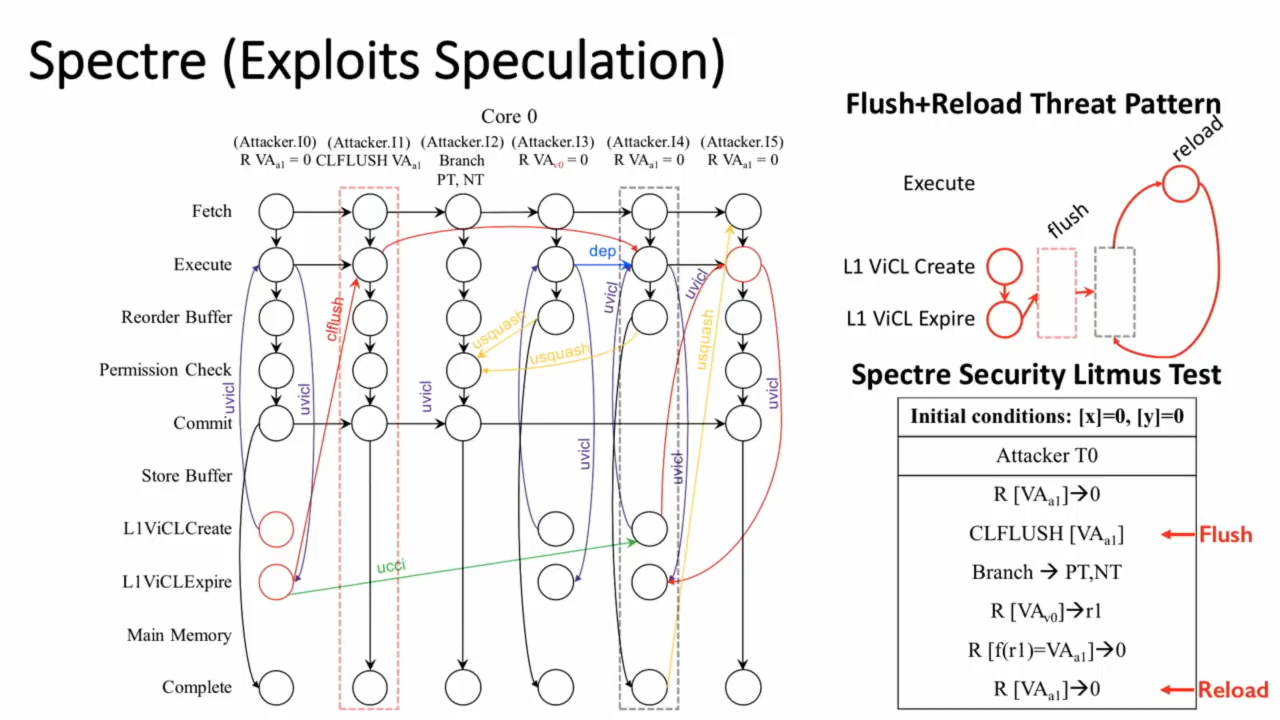 Spectre (Exploits Speculation)
Core 0
(Attacker.I0) (Attacker.I1) (Attacker.I2) (Attacker.I3) (Attacker.I4) (Attacker.I5)
R VAa1 = 0 CLFLUSH VAa1 Branch R VAv0 = 0 R VAa1 = 0 R VAa1 = 0
PT, NT
Fetch
dep
Execute
uvicl
uvicl
clflush
Reorder Buffer
usquash
usquash
usquash
Permission Check
uvicl
uvicl
uvicl
uvicl
Commit
uvicl
uvicl
Store Buffer
L1ViCLCreate
ucci
L1ViCLExpire
Main Memory
Complete
Flush+Reload Threat Pattern
reload
Execute
flush
L1 ViCL Create
L1 ViCL Expire
Spectre Security Litmus Test
Initial conditions: [x]=0, [y]=0
Attacker T0
R [VAa1]→0
CLFLUSH [VAa1] ← Flush
Branch → PT,NT
R [VAv0]→r1
R [f(r1)=VAa1]→0
R [VAa1]→0 ← Reload